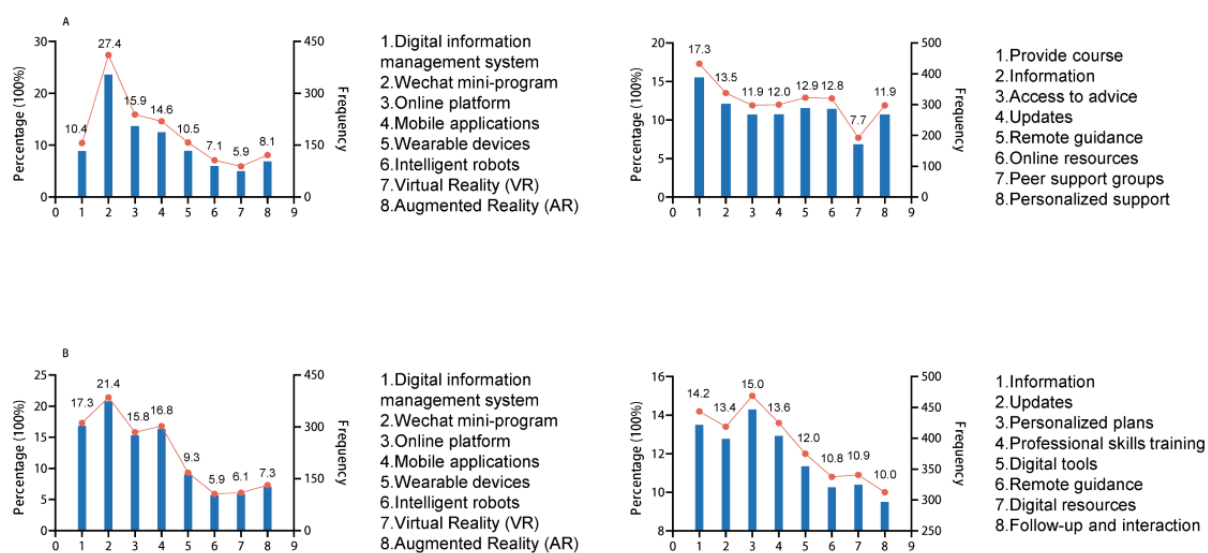 A
30
20
10
0
Percentage (100%)
10.4
27.4
15.9
14.6
10.5
7.1
5.9
8.1
450
300
150
0
Frequency
0 1 2 3 4 5 6 7 8 9
1.Digital information
management system
2.Wechat mini-program
3.Online platform
4.Mobile applications
5.Wearable devices
6.Intelligent robots
7.Virtual Reality (VR)
8.Augmented Reality (AR)
20
15
10
5
0
Percentage (100%)
17.3
13.5
11.9
12.0
12.9
12.8
7.7
11.9
500
400
300
200
100
0
Frequency
0 1 2 3 4 5 6 7 8 9
1.Provide course
2.Information
3.Access to advice
4.Updates
5.Remote guidance
6.Online resources
7.Peer support groups
8.Personalized support
B
25
20
15
10
5
0
Percentage (100%)
17.3
21.4
15.8
16.8
9.3
5.9
6.1
7.3
450
300
150
0
Frequency
0 1 2 3 4 5 6 7 8 9
1.Digital information
management system
2.Wechat mini-program
3.Online platform
4.Mobile applications
5.Wearable devices
6.Intelligent robots
7.Virtual Reality (VR)
8.Augmented Reality (AR)
16
14
12
10
8
Percentage (100%)
14.2
13.4
15.0
13.6
12.0
10.8
10.9
10.0
500
450
400
350
300
250
Frequency
0 1 2 3 4 5 6 7 8 9
1.Information
2.Updates
3.Personalized plans
4.Professional skills training
5.Digital tools
6.Remote guidance
7.Digital resources
8.Follow-up and interaction